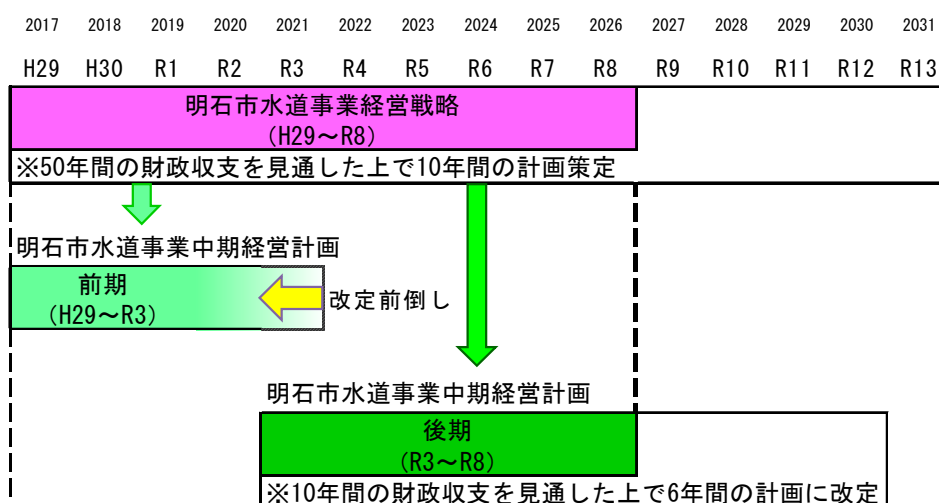 2017 2018 2019 2020 2021 2022 2023 2024 2025 2026 2027 2028 2029 2030 2031
H29 H30 R1 R2 R3 R4 R5 R6 R7 R8 R9 R10 R11 R12 R13
明石市水道事業経営戦略
(H29～R8)
※50年間の財政収支を見通した上で10年間の計画策定
明石市水道事業中期経営計画
前期
(H29～R3)
改定前倒し
明石市水道事業中期経営計画
後期
(R3～R8)
※10年間の財政収支を見通した上で6年間の計画に改定